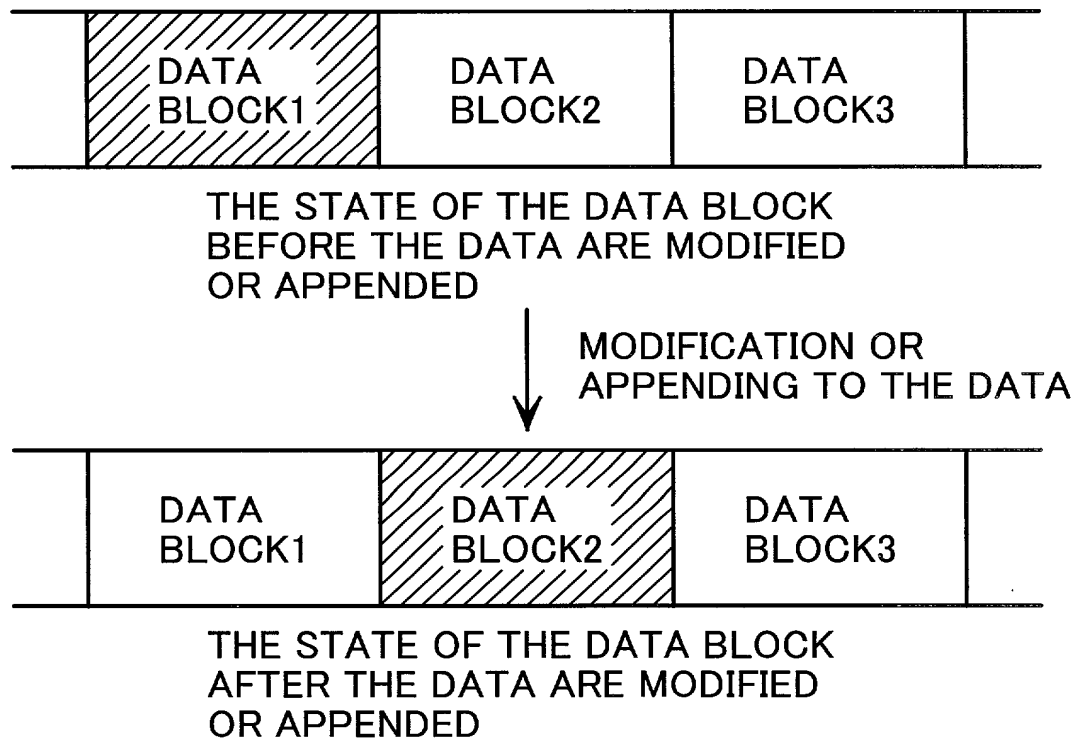 DATA
BLOCK1
DATA
BLOCK2
DATA
BLOCK3
THE STATE OF THE DATA BLOCK
BEFORE THE DATA ARE MODIFIED
OR APPENDED
MODIFICATION OR
APPENDING TO THE DATA
DATA
BLOCK1
DATA
BLOCK2
DATA
BLOCK3
THE STATE OF THE DATA BLOCK
AFTER THE DATA ARE MODIFIED
OR APPENDED